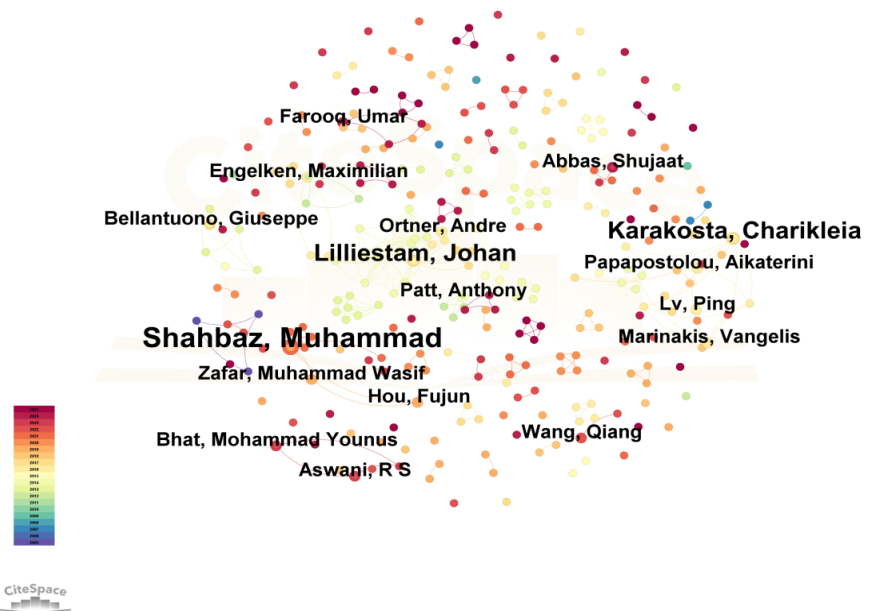 CiteSpace
Farooq, Umar
Abbas, Shujaat
Engelken, Maximilian
Bellantuono, Giuseppe
Ortner, Andre
Karakosta, Charikleia
Lilliestam, Johan
Papapostolou, Aikaterini
Patt, Anthony
Lv, Ping
Shahbaz, Muhammad
Marinakis, Vangelis
Zafar, Muhammad Wasif
Hou, Fujun
Bhat, Mohammad Younus
Wang, Qiang
Aswani, R S
CiteSpace